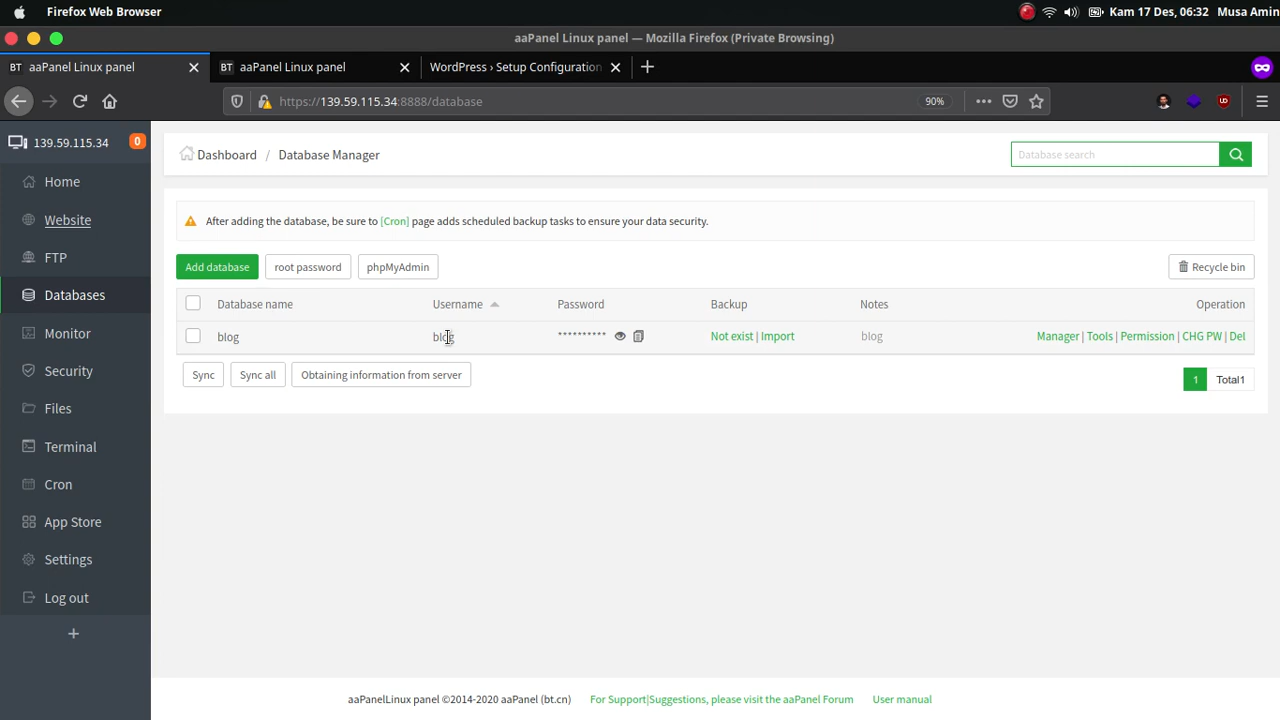 Firefox Web Browser
Kam 17 Des, 06:32
Musa Amin
aaPanel Linux panel — Mozilla Firefox (Private Browsing)
BT aaPanel Linux panel
BT aaPanel Linux panel
WordPress › Setup Configuration
https://139.59.115.34:8888/database
90%
139.59.115.34
0
Dashboard / Database Manager
Database search
Home
Website
FTP
Databases
Monitor
Security
Files
Terminal
Cron
App Store
Settings
Log out
After adding the database, be sure to [Cron] page adds scheduled backup tasks to ensure your data security.
Add database
root password
phpMyAdmin
Recycle bin
Database name Username Password Backup Notes Operation
blog blog ********** Not exist | Import blog Manager | Tools | Permission | CHG PW | Del
Sync
Sync all
Obtaining information from server
1
Total1
aaPanelLinux panel ©2014-2020 aaPanel (bt.cn) For Support|Suggestions, please visit the aaPanel Forum User manual